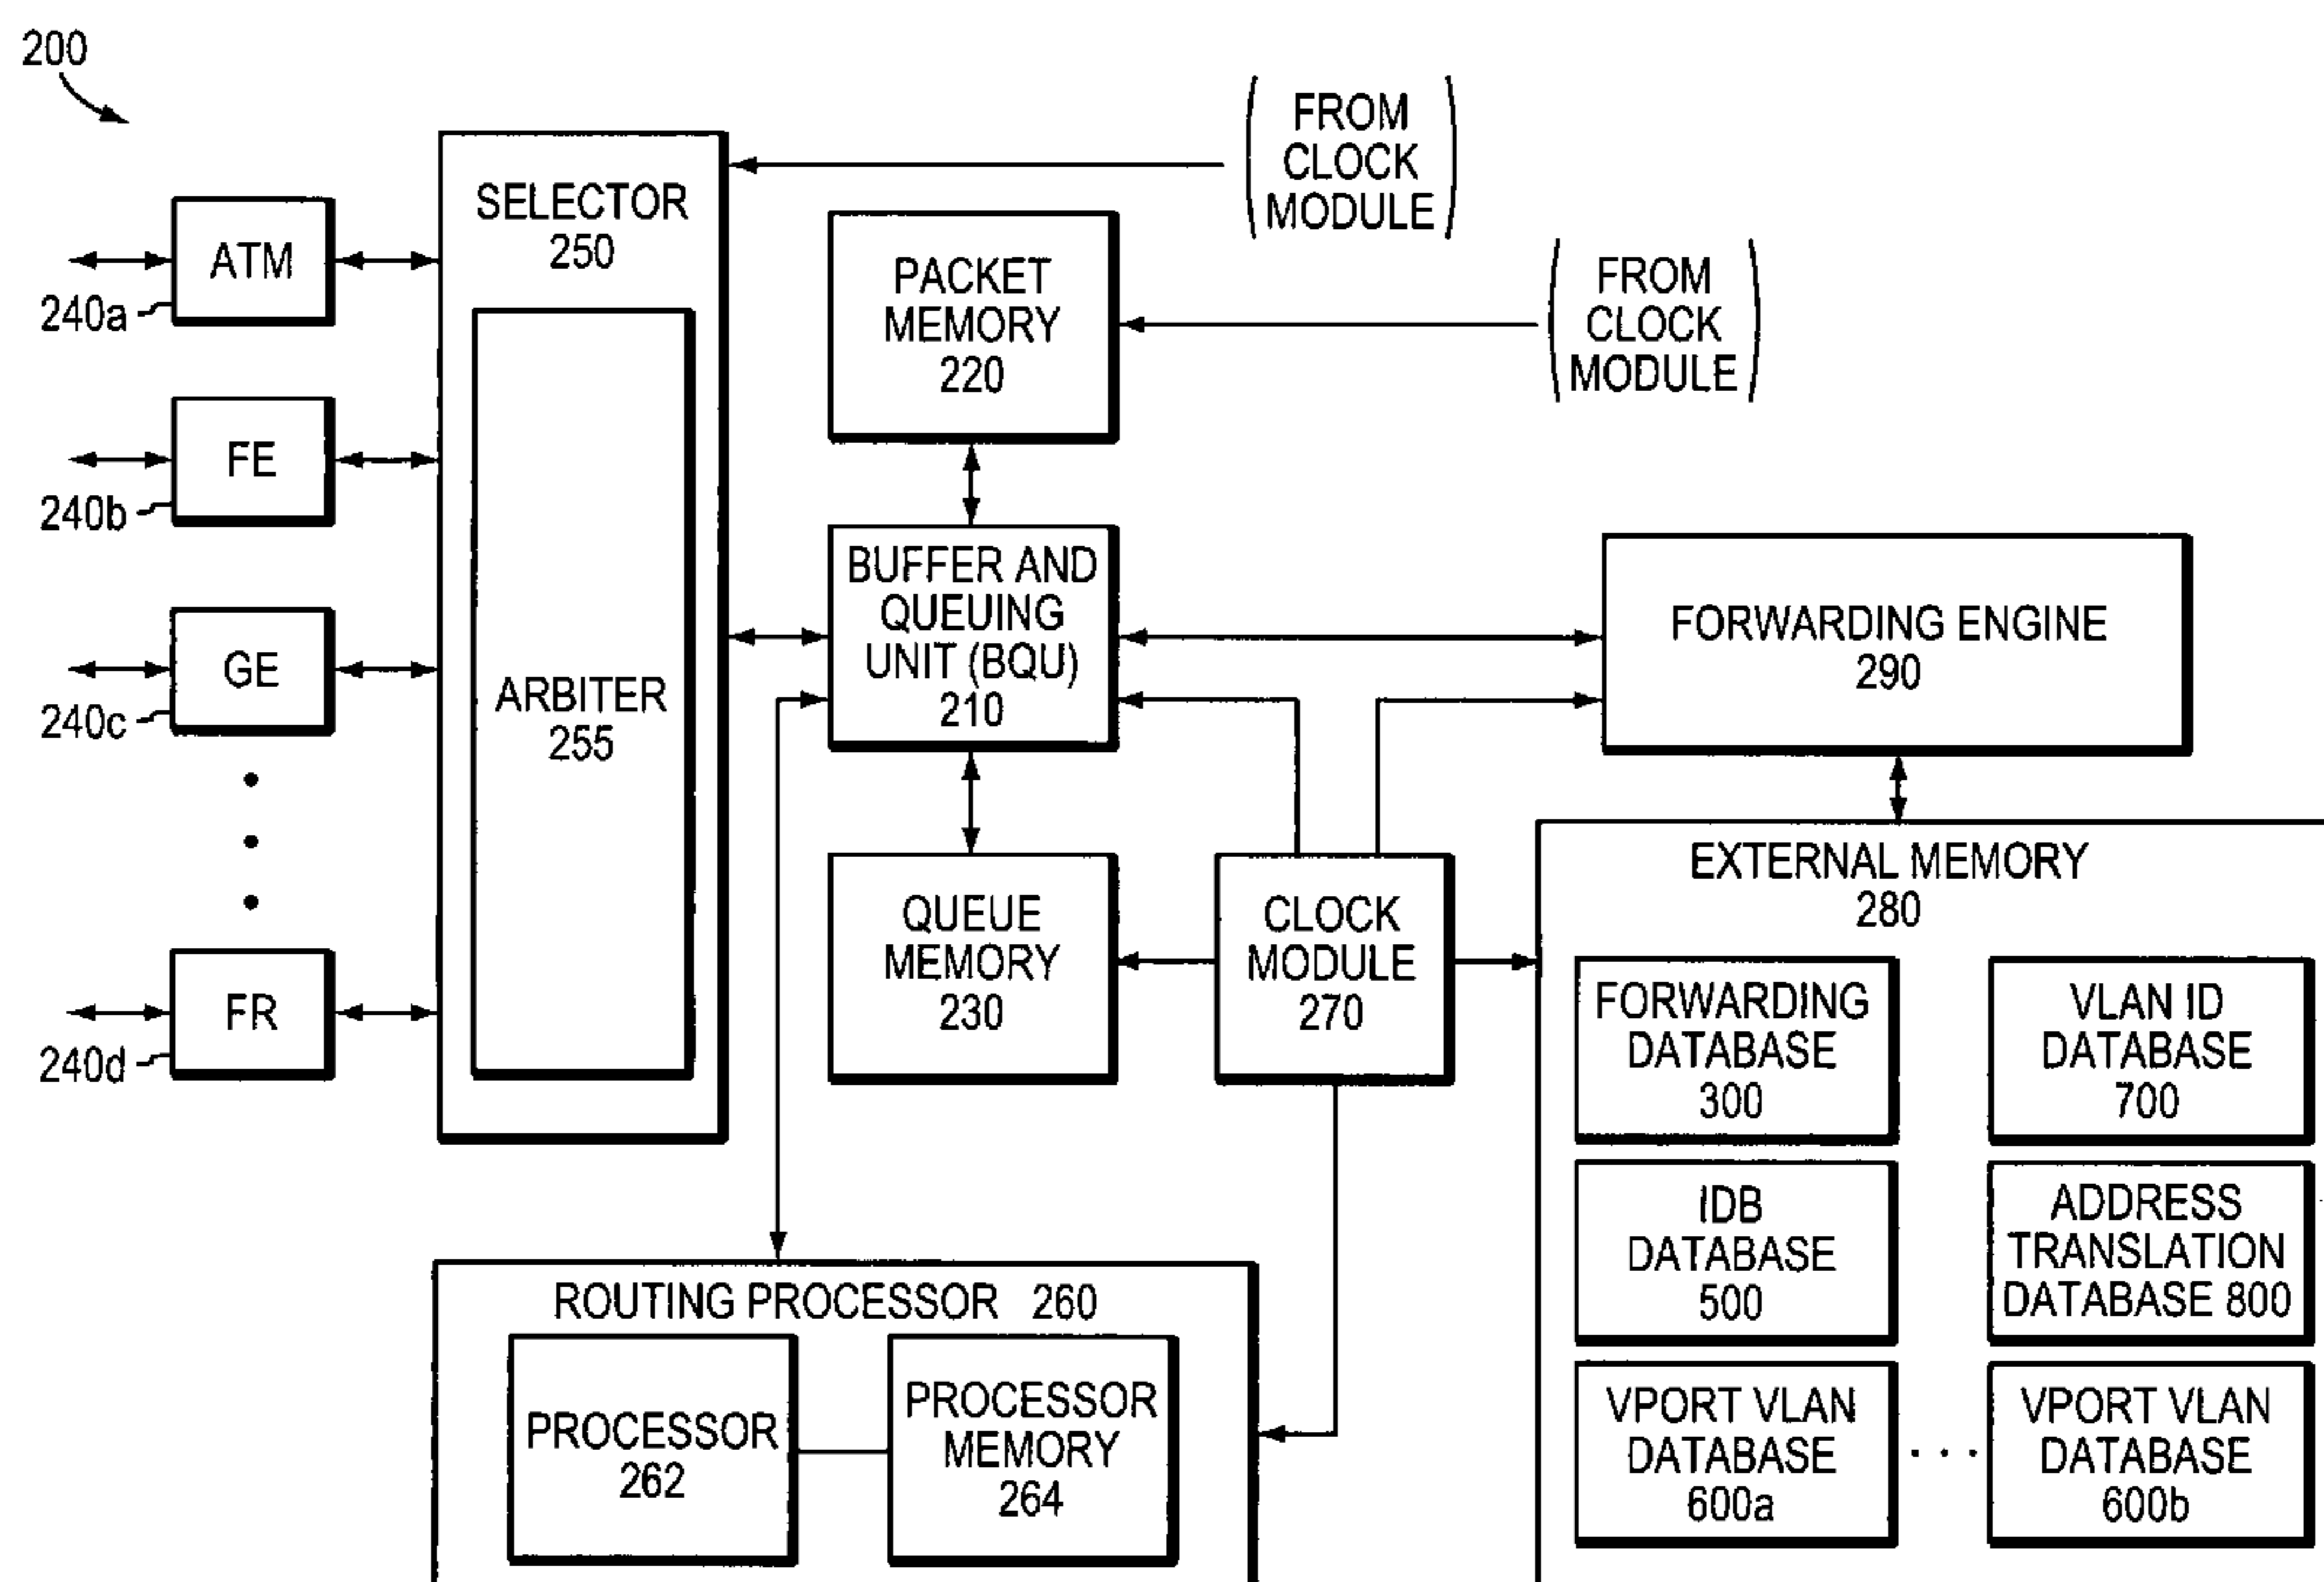 200
FROM
CLOCK
MODULE
FROM
CLOCK
MODULE
ATM
240a
FE
240b
GE
240c
FR
240d
SELECTOR
250
ARBITER
255
PACKET
MEMORY
220
BUFFER AND
QUEUING
UNIT (BQU)
210
QUEUE
MEMORY
230
CLOCK
MODULE
270
FORWARDING ENGINE
290
EXTERNAL MEMORY
280
FORWARDING
DATABASE
300
VLAN ID
DATABASE
700
IDB
DATABASE
500
ADDRESS
TRANSLATION
DATABASE 800
VPORT VLAN
DATABASE
600a
. . .
VPORT VLAN
DATABASE
600b
ROUTING PROCESSOR 260
PROCESSOR
262
PROCESSOR
MEMORY
264